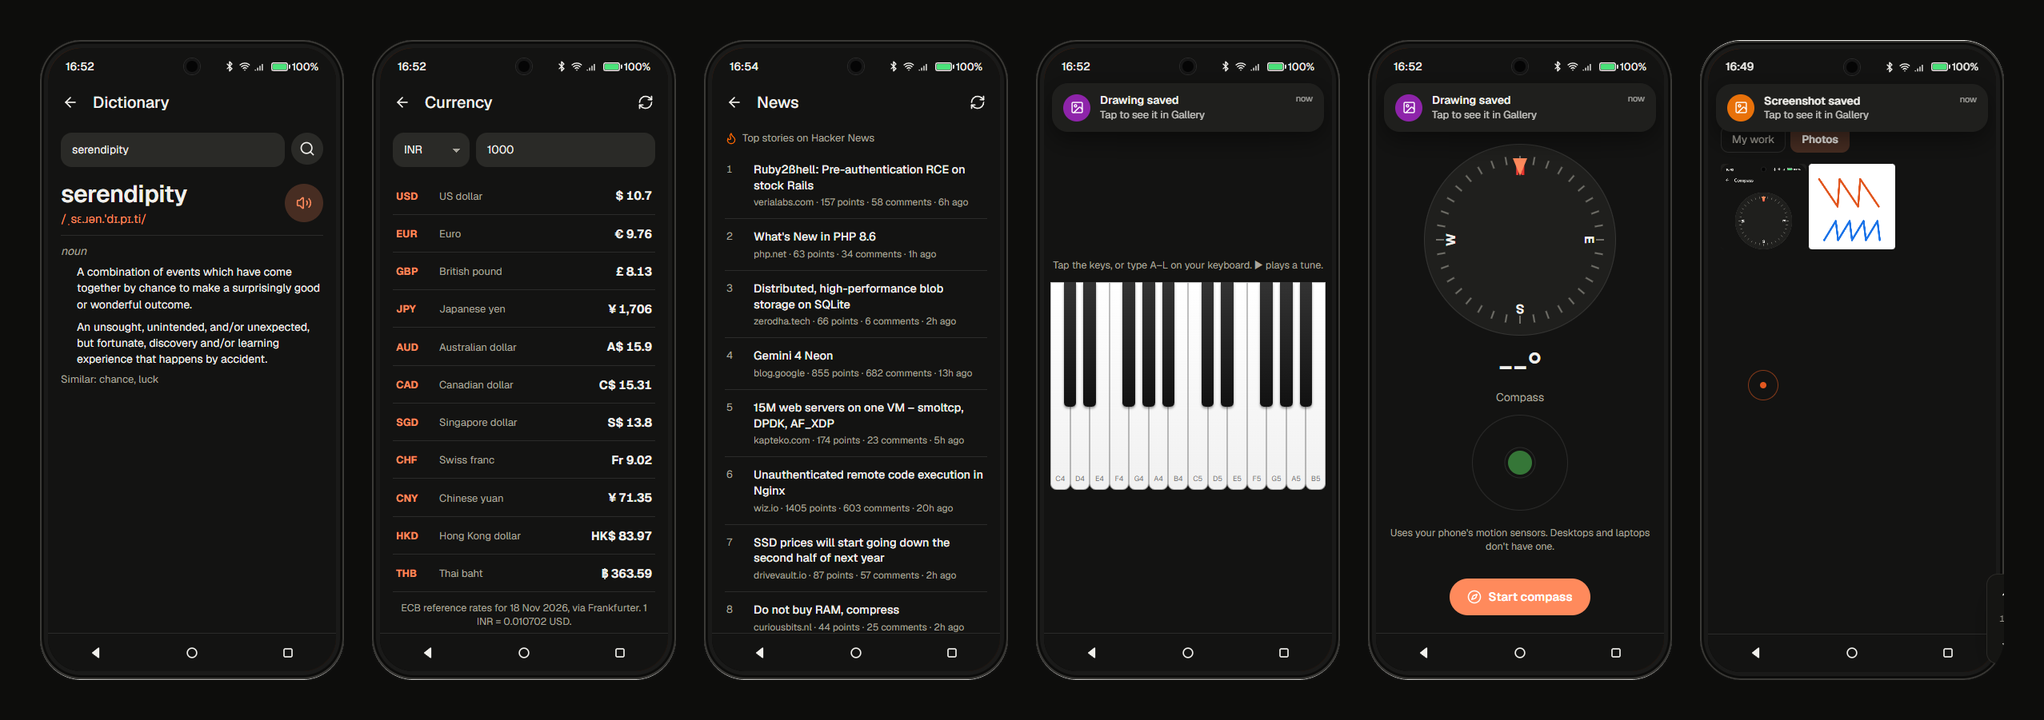 16:52
100%
Dictionary
serendipity
serendipity
/ˌsɛ.ɹən.ˈdɪ.pɪ.ti/
noun
A combination of events which have come
together by chance to make a surprisingly good
or wonderful outcome.
An unsought, unintended, and/or unexpected,
but fortunate, discovery and/or learning
experience that happens by accident.
Similar: chance, luck
16:52
100%
Currency
INR
1000
USD US dollar $ 10.7
EUR Euro € 9.76
GBP British pound £ 8.13
JPY Japanese yen ¥ 1,706
AUD Australian dollar A$ 15.9
CAD Canadian dollar C$ 15.31
SGD Singapore dollar S$ 13.8
CHF Swiss franc Fr 9.02
CNY Chinese yuan ¥ 71.35
HKD Hong Kong dollar HK$ 83.97
THB Thai baht ฿ 363.59
ECB reference rates for 18 Nov 2026, via Frankfurter. 1
INR = 0.010702 USD.
16:54
100%
News
Top stories on Hacker News
1 Ruby2ßhell: Pre-authentication RCE on
stock Rails
verialabs.com · 157 points · 58 comments · 6h ago
2 What's New in PHP 8.6
php.net · 63 points · 34 comments · 1h ago
3 Distributed, high-performance blob
storage on SQLite
zerodha.tech · 66 points · 6 comments · 2h ago
4 Gemini 4 Neon
blog.google · 855 points · 682 comments · 13h ago
5 15M web servers on one VM – smoltcp,
DPDK, AF_XDP
kapteko.com · 174 points · 23 comments · 5h ago
6 Unauthenticated remote code execution in
Nginx
wiz.io · 1405 points · 603 comments · 20h ago
7 SSD prices will start going down the
second half of next year
drivevault.io · 87 points · 57 comments · 2h ago
8 Do not buy RAM, compress
curiousbits.nl · 44 points · 25 comments · 2h ago
16:52
100%
Drawing saved now
Tap to see it in Gallery
Tap the keys, or type A–L on your keyboard. ▶ plays a tune.
C4 D4 E4 F4 G4 A4 B4 C5 D5 E5 F5 G5 A5 B5
16:52
100%
Drawing saved now
Tap to see it in Gallery
W E
S
__°
Compass
Uses your phone's motion sensors. Desktops and laptops
don't have one.
Start compass
16:49
100%
Screenshot saved now
Tap to see it in Gallery
My work Photos
Compass